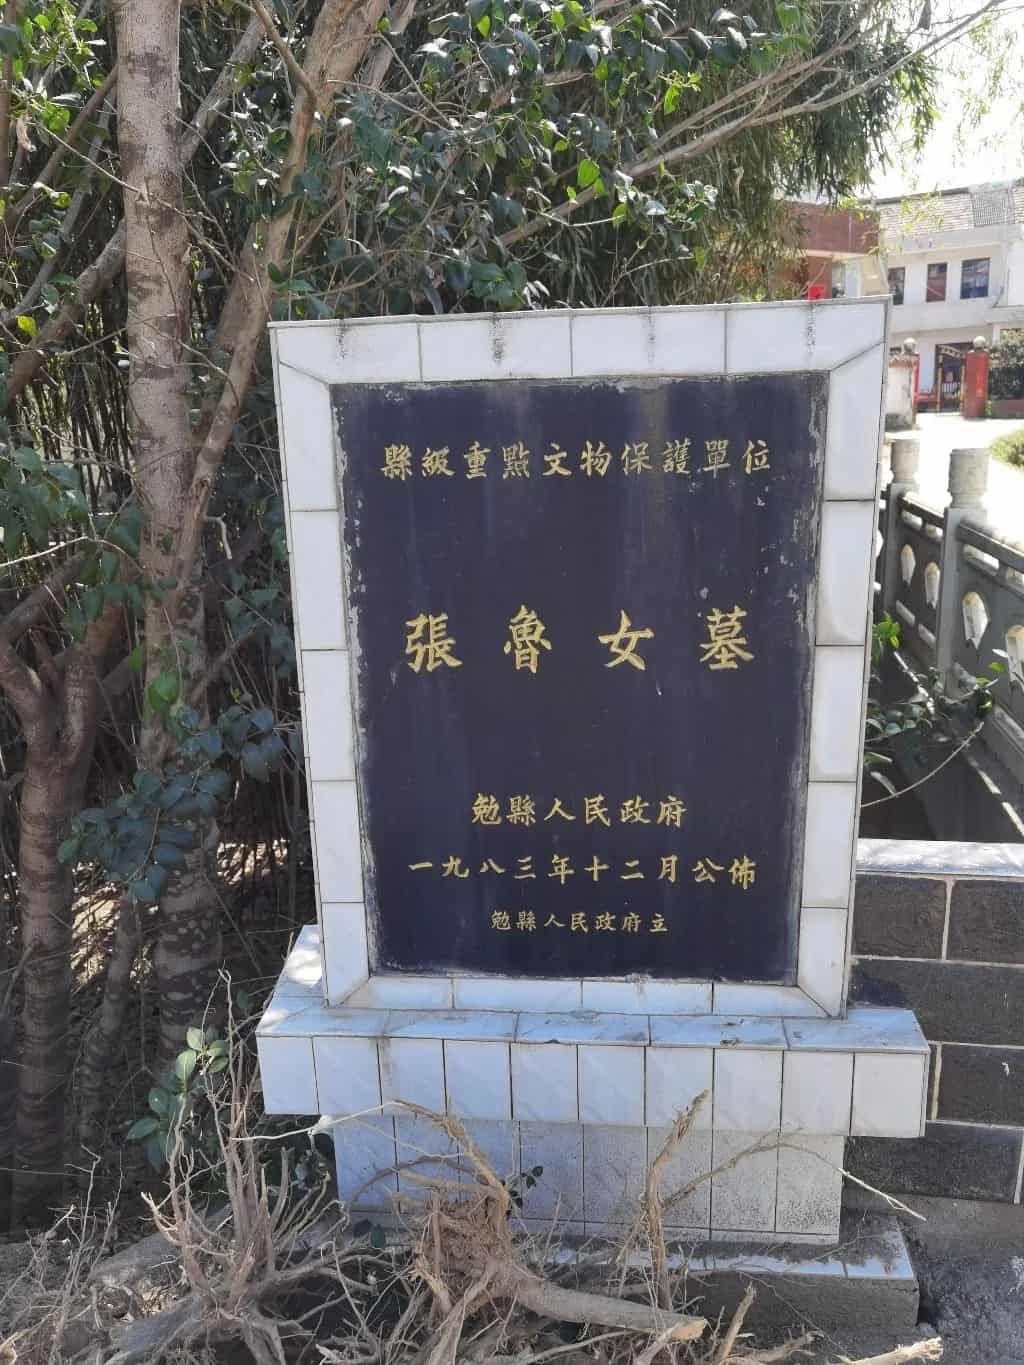 縣級重點文物保護單位
張魯女墓
勉縣人民政府
一九八三年十二月公佈
勉縣人民政府立